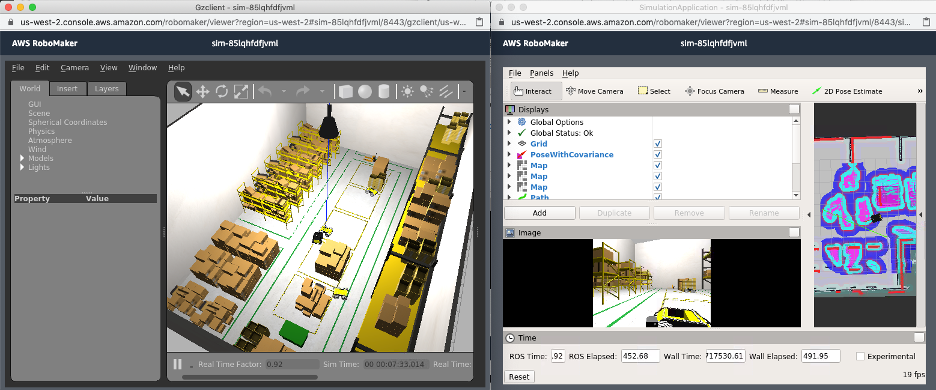 Gzclient - sim-85lqhfdfjvml
us-west-2.console.aws.amazon.com/robomaker/viewer?region=us-west-2#sim-85lqhfdfjvml/8443/gzclient/us-w...
AWS RoboMaker
sim-85lqhfdfjvml
File Edit Camera View Window Help
World Insert Layers
GUI
Scene
Spherical Coordinates
Physics
Atmosphere
Wind
Models
Lights
Property Value
Real Time Factor: 0.92 Sim Time: 00 00:07:33.014 Real Time:
SimulationApplication - sim-85lqhfdfjvml
us-west-2.console.aws.amazon.com/robomaker/viewer?region=us-west-2#sim-85lqhfdfjvml/8443/si...
AWS RoboMaker
sim-85lqhfdfjvml
File Panels Help
Interact Move Camera Select Focus Camera Measure 2D Pose Estimate »
Displays
Global Options
Global Status: Ok
Grid
PoseWithCovariance
Map
Map
Map
Path
Add Duplicate Remove Rename
Image
Time
ROS Time: .92 ROS Elapsed: 452.68 Wall Time: 717530.61 Wall Elapsed: 491.95 Experimental
Reset
19 fps